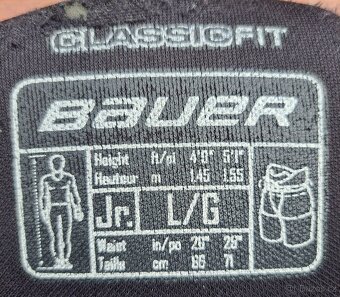 CLASSICFIT
BAUER
Height ft/pi 4'9" 5'1"
Hauteur m 1.45 1.55
Jr. L/G
Waist in/po 26" 28"
Taille cm 66 71